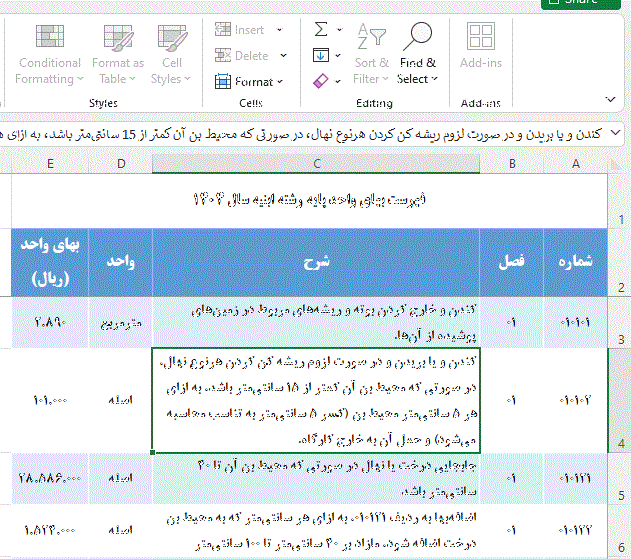 Share
Insert
Σ
Conditional Formatting
Format as Table
Cell Styles
Delete
Format
Sort & Filter
Find & Select
Add-ins
Styles
Cells
Editing
Add-ins
کندن و یا بریدن و در صورت لزوم ریشه کن کردن هرنوع نهال، در صورتی که محیط بن آن کمتر از 15 سانتی‌متر باشد، به ازای ه
E D C B A
1
فهرست بهای واحد پایه رشته ابنیه سال ۱۴۰۴
2
شماره فصل شرح واحد بهای واحد
(ریال)
3
۰۱۰۱۰۱ ۰۱ کندن و خارج کردن بوته و ریشه‌های مربوط در زمین‌های مترمربع ۲.۸۹۰
پوشیده از آن‌ها.
4
کندن و یا بریدن و در صورت لزوم ریشه کن کردن هرنوع نهال،
در صورتی که محیط بن آن کمتر از ۱۵ سانتی‌متر باشد، به ازای
۰۱۰۱۰۲ ۰۱ هر ۵ سانتی‌متر محیط بن (کسر ۵ سانتی‌متر به تناسب محاسبه اصله ۱۰۱.۰۰۰
می‌شود) و حمل آن به خارج کارگاه.
5
۰۱۰۱۲۱ ۰۱ جابجایی درخت یا نهال در صورتی که محیط بن آن تا ۲۰ اصله ۲۸.۵۸۶.۰۰۰
سانتی‌متر باشد.
6
۰۱۰۱۲۲ ۰۱ اضافه‌بها به ردیف ۰۱۰۱۲۱، به ازای هر سانتی‌متر که به محیط بن اصله ۱.۵۲۴.۰۰۰
درخت اضافه شود، مازاد بر ۲۰ سانتی‌متر تا ۱۰۰ سانتی‌متر